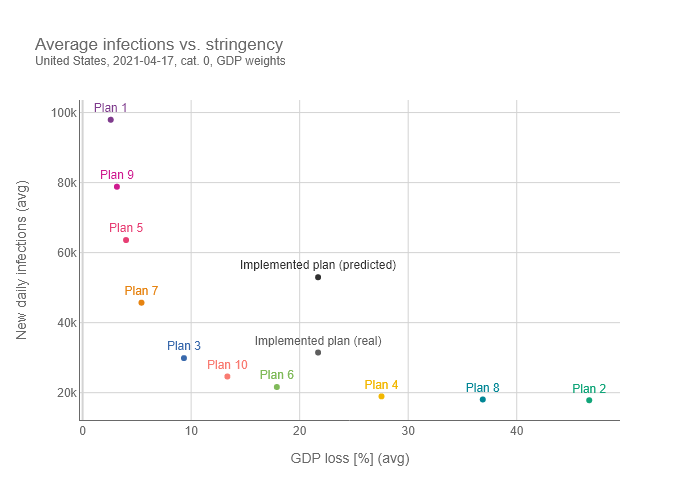 Average infections vs. stringency
United States, 2021-04-17, cat. 0, GDP weights
New daily infections (avg)
100k
80k
60k
40k
20k
Plan 1
Plan 9
Plan 5
Implemented plan (predicted)
Plan 7
Implemented plan (real)
Plan 3
Plan 10
Plan 6
Plan 4
Plan 8
Plan 2
0
10
20
30
40
GDP loss [%] (avg)